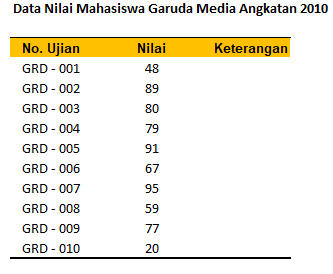 Data Nilai Mahasiswa Garuda Media Angkatan 2010
No. Ujian Nilai Keterangan
GRD - 001 48
GRD - 002 89
GRD - 003 80
GRD - 004 79
GRD - 005 91
GRD - 006 67
GRD - 007 95
GRD - 008 59
GRD - 009 77
GRD - 010 20